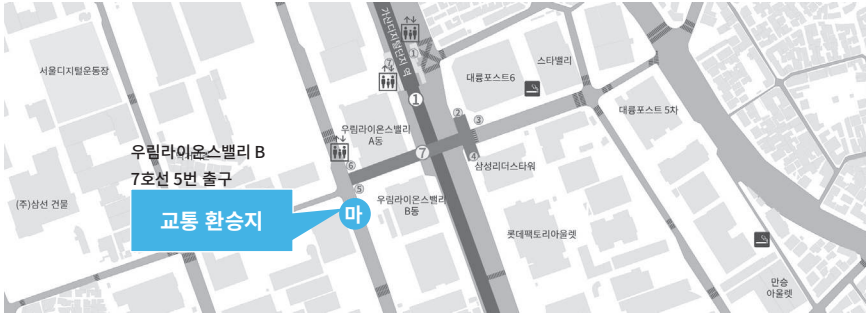 가산디지털단지 역
①
⑦
①
서울디지털운동장
스타밸리
대륭포스트6
대륭포스트 5차
②
③
우림라이온스밸리
A동
우림라이온스밸리 B
7호선 5번 출구
⑦
④
삼성리더스타워
⑥
⑤
(주)삼선 건물
교통 환승지
마
우림라이온스밸리
B동
롯데팩토리아울렛
만승
아울렛